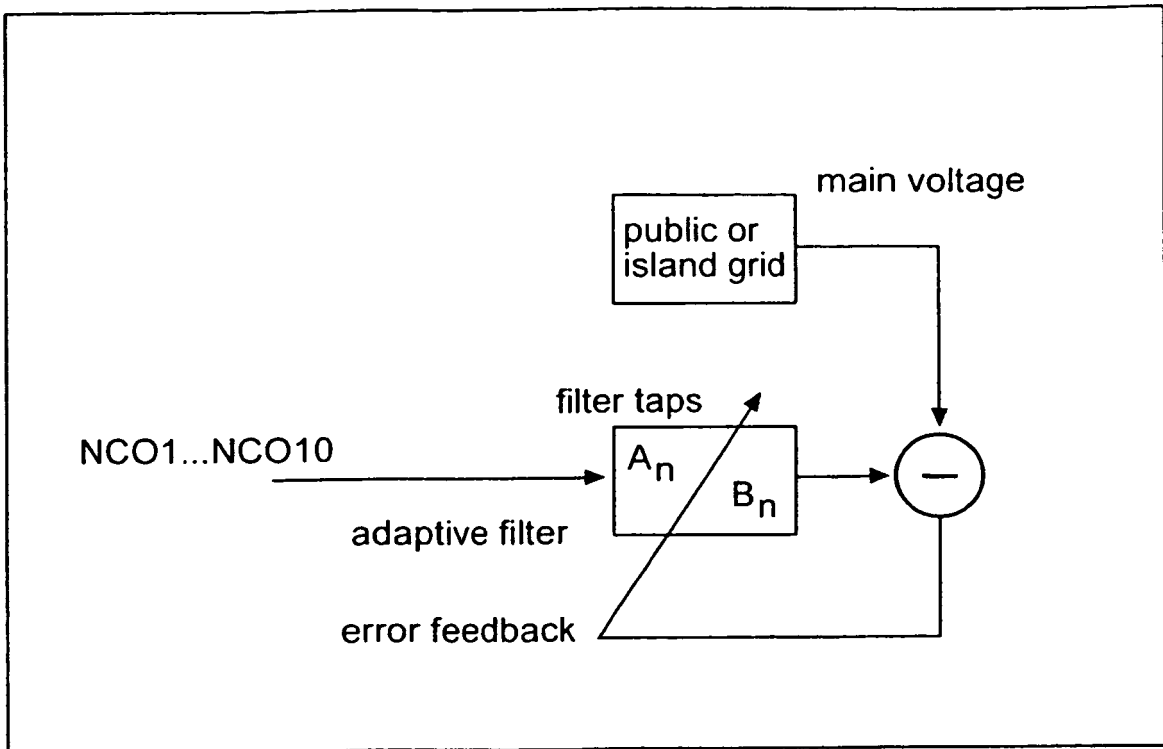 main voltage
public or
island grid
filter taps
NCO1...NCO10
An
Bn
adaptive filter
error feedback